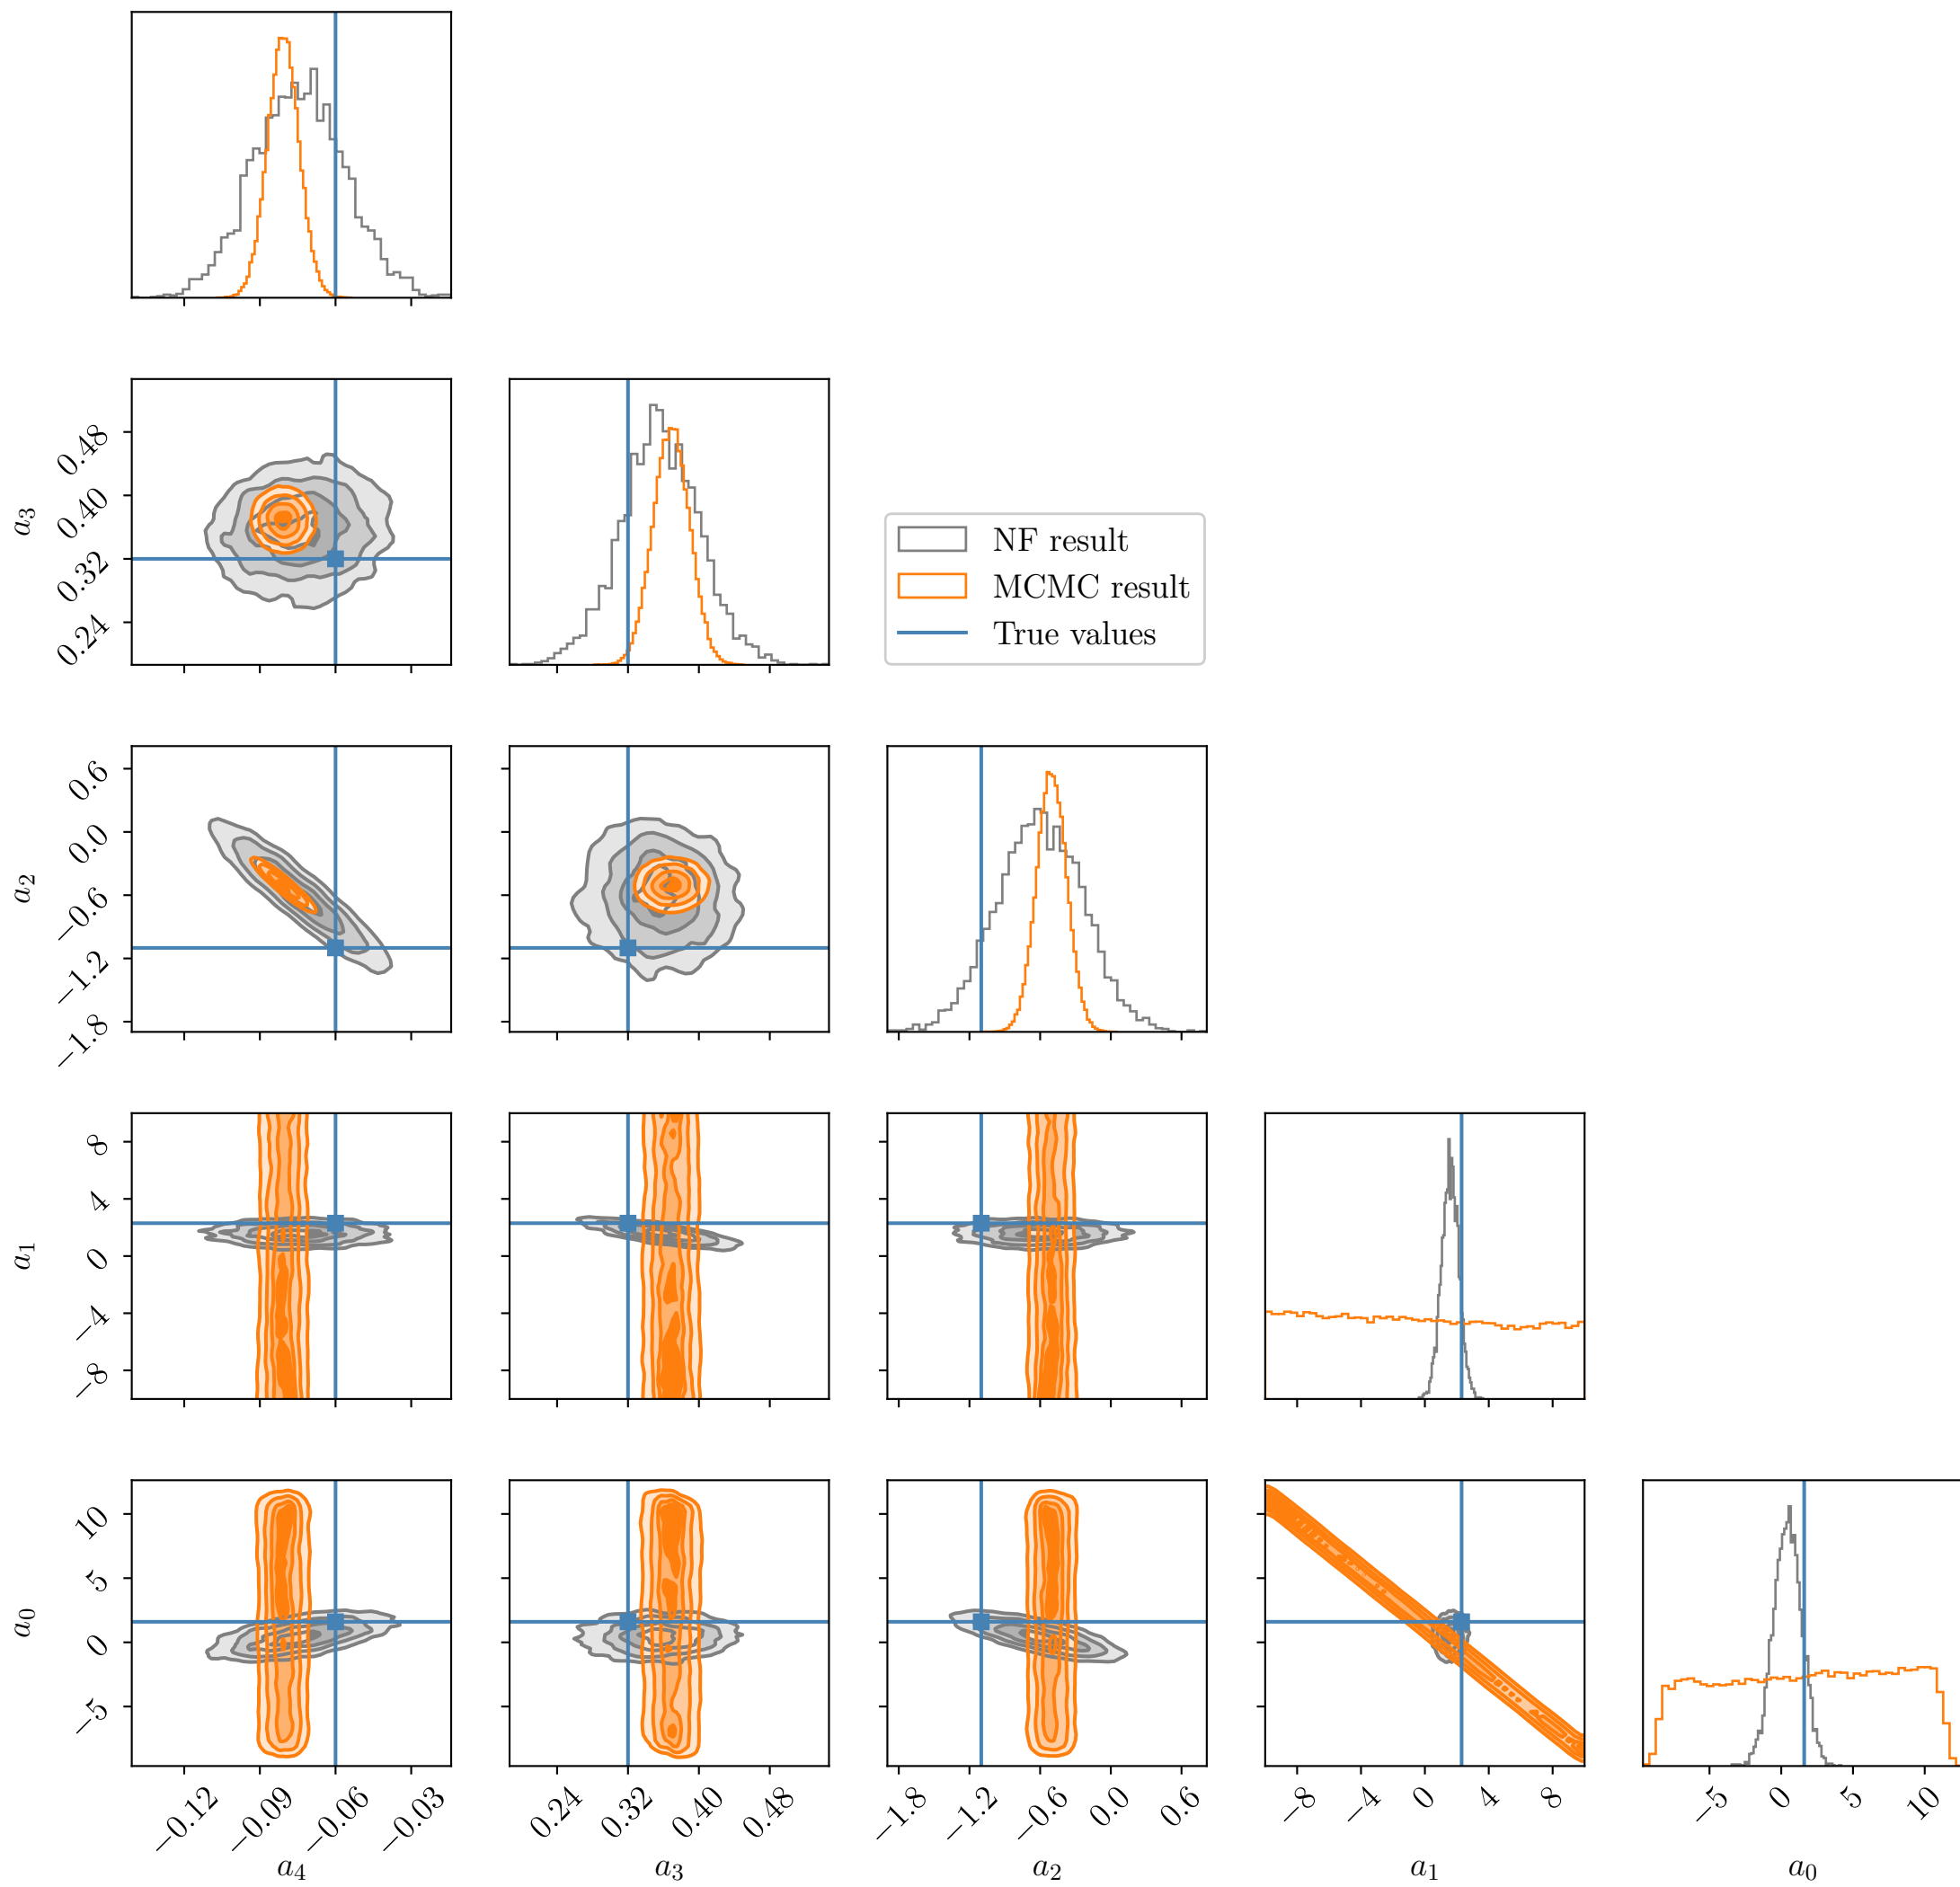 0.48
0.40
0.32
0.24
a₃
NF result
MCMC result
True values
0.6
0.0
−0.6
−1.2
−1.8
a₂
8
4
0
−4
−8
a₁
10
5
0
−5
a₀
−0.12 −0.09 −0.06 −0.03 0.24 0.32 0.40 0.48 −1.8 −1.2 −0.6 0.0 0.6 −8 −4 0 4 8 −5 0 5 10
a₄ a₃ a₂ a₁ a₀